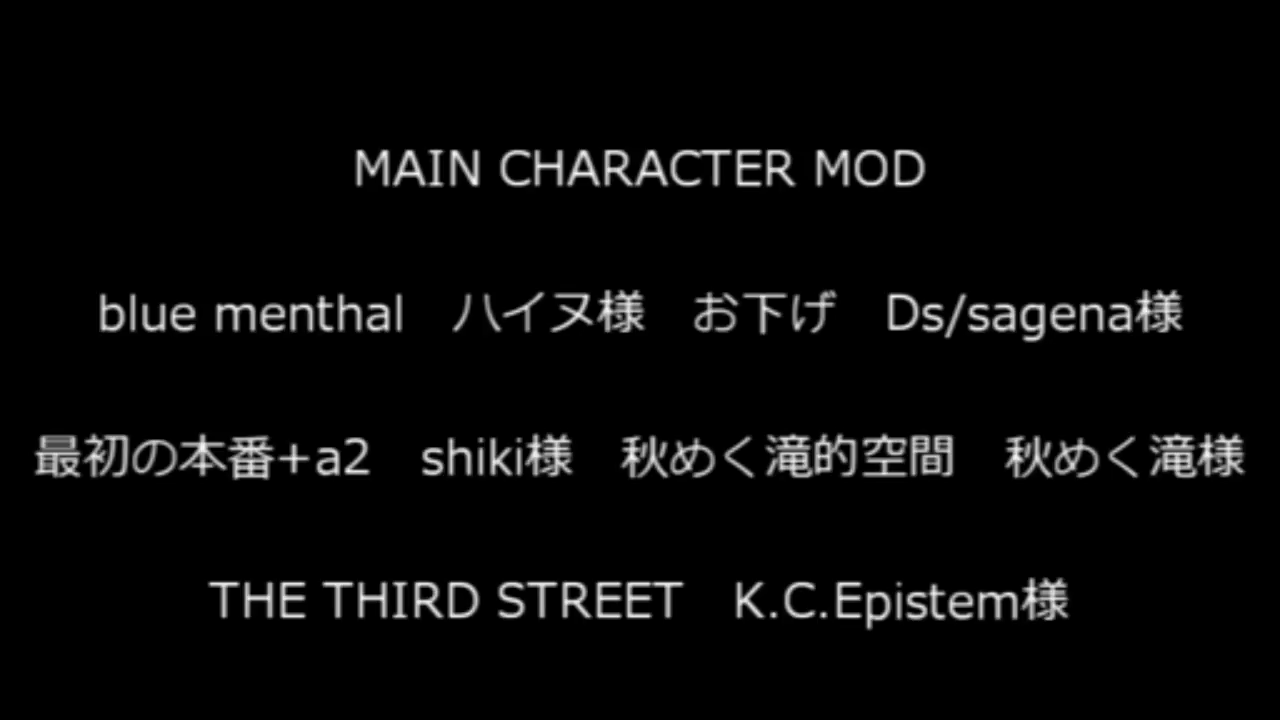 MAIN CHARACTER MOD
blue menthal　ハイヌ様　お下げ　Ds/sagena様
最初の本番+a2　shiki様　秋めく滝的空間　秋めく滝様
THE THIRD STREET　K.C.Epistem様